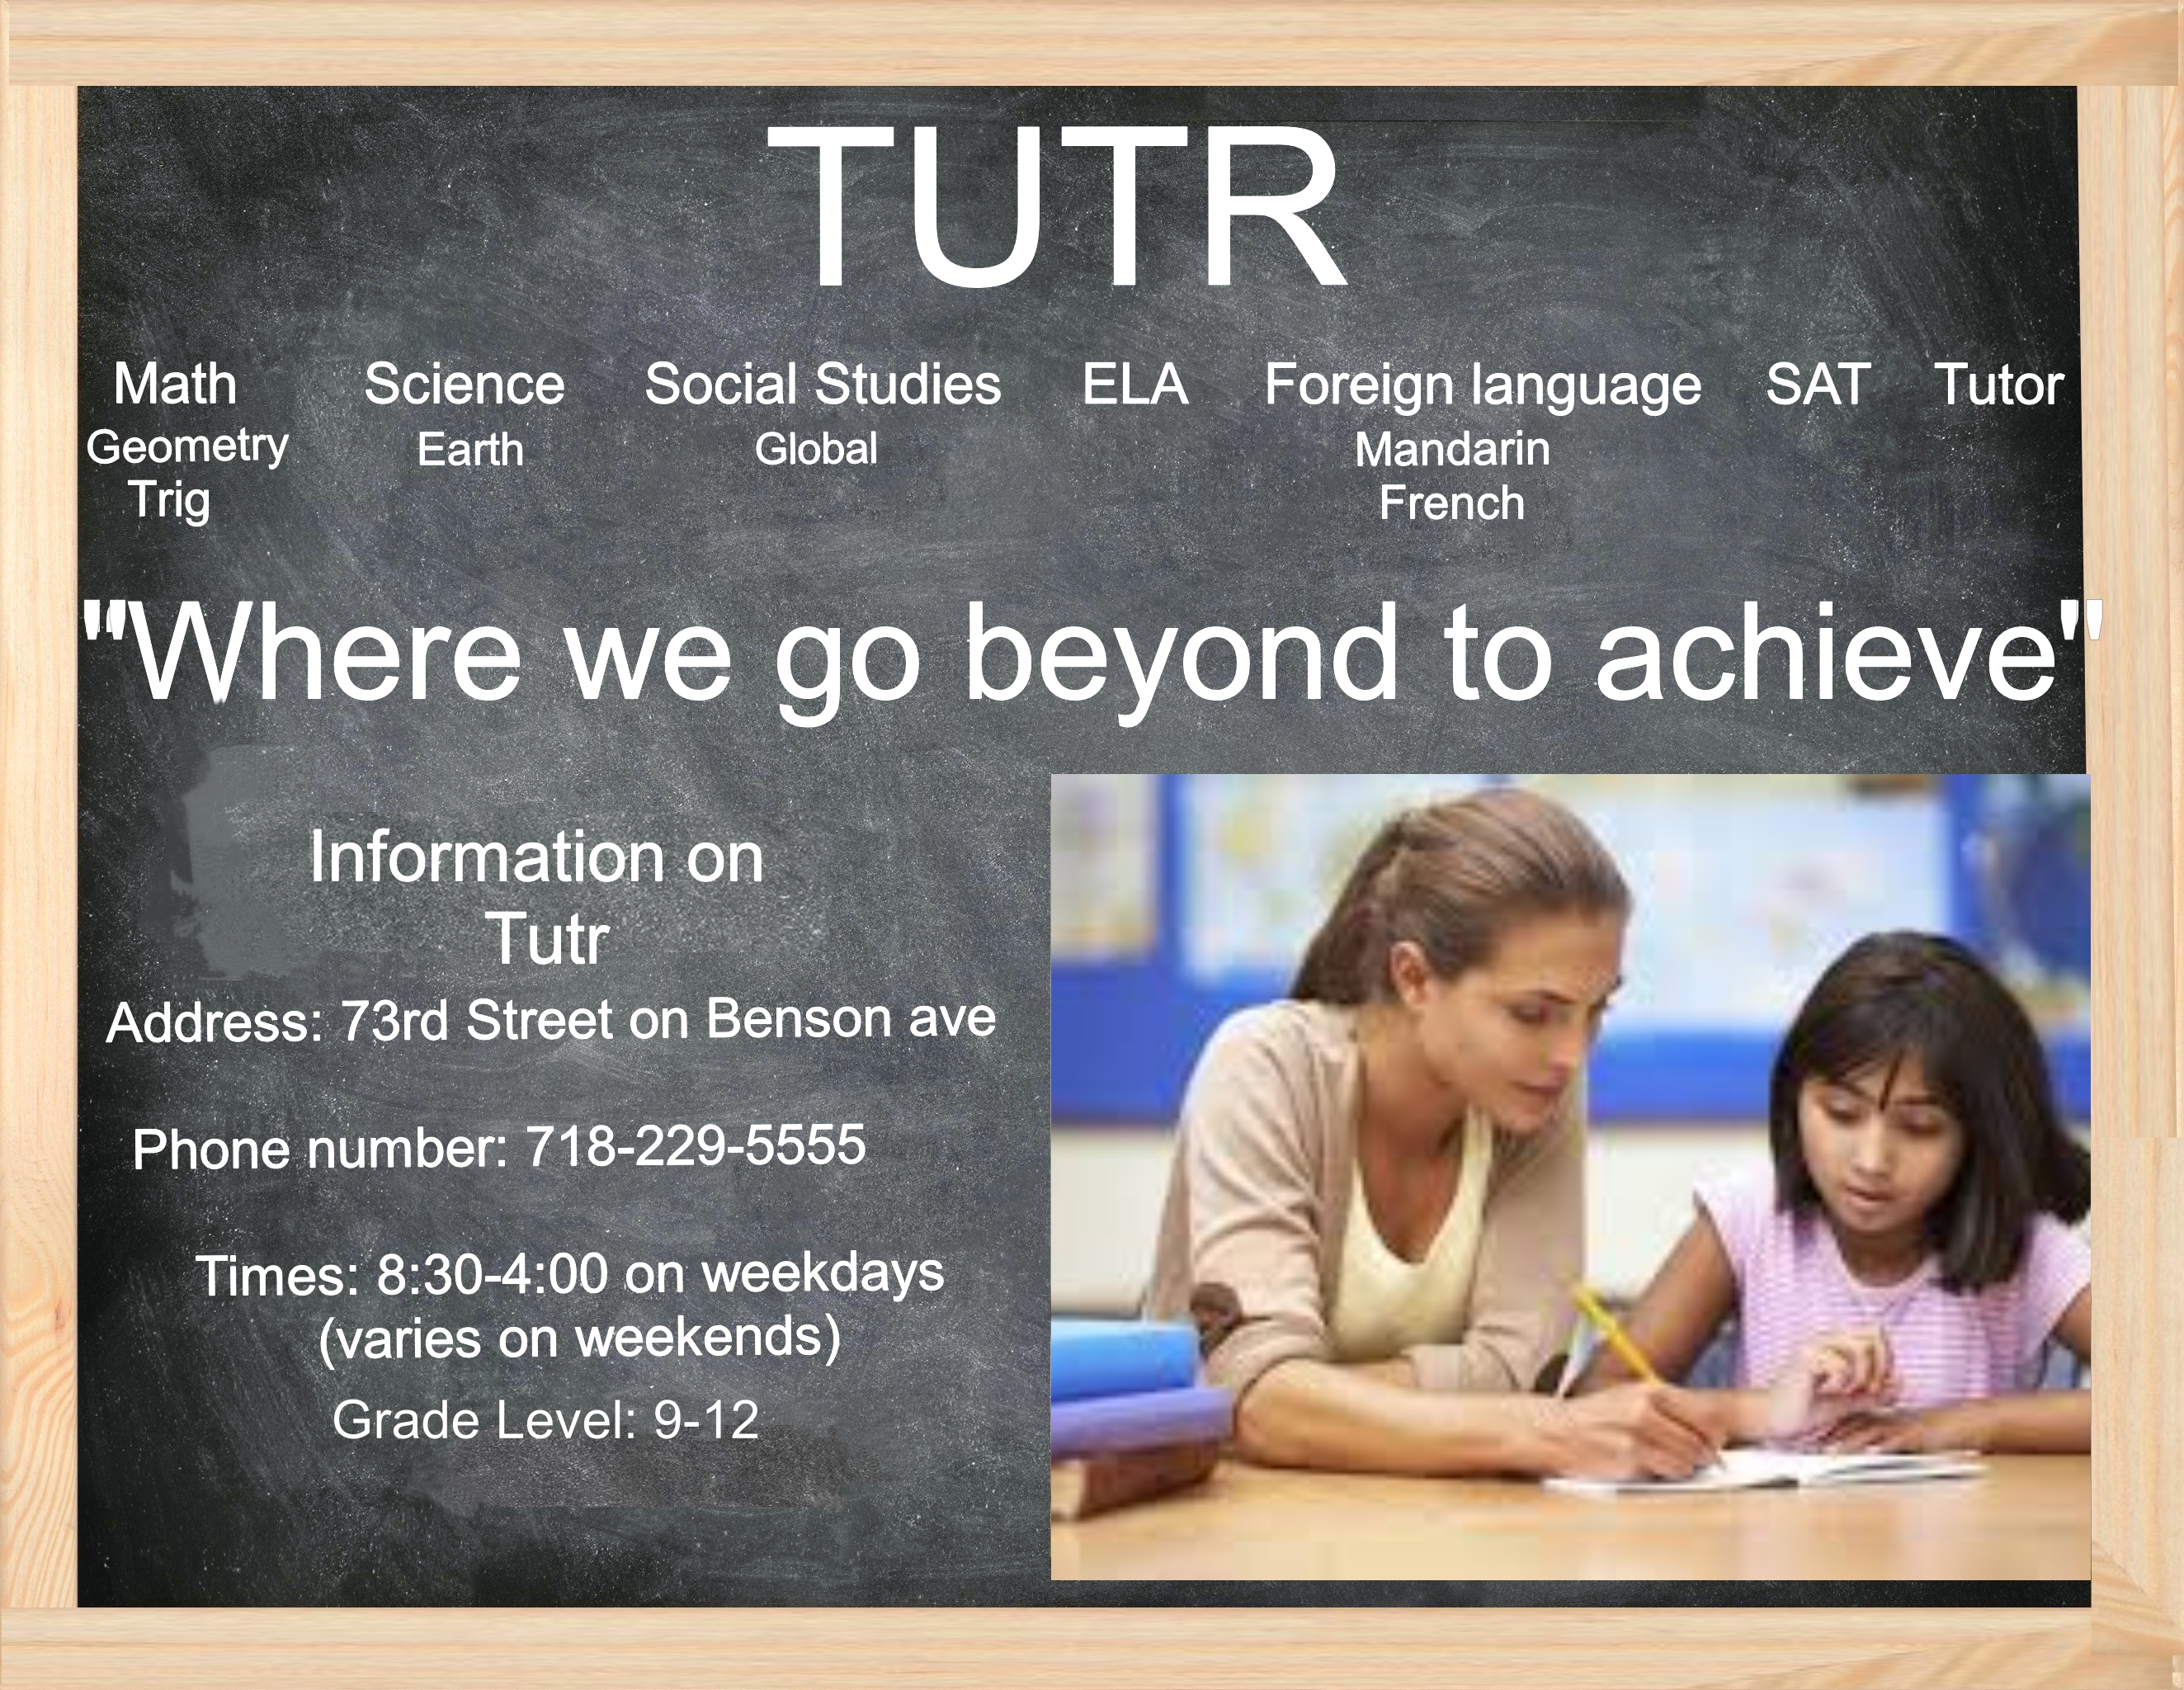 TUTR
Math Science Social Studies ELA Foreign language SAT Tutor
Geometry Earth Global Mandarin
Trig French
"Where we go beyond to achieve"
Information on
Tutr
Address: 73rd Street on Benson ave
Phone number: 718-229-5555
Times: 8:30-4:00 on weekdays
(varies on weekends)
Grade Level: 9-12